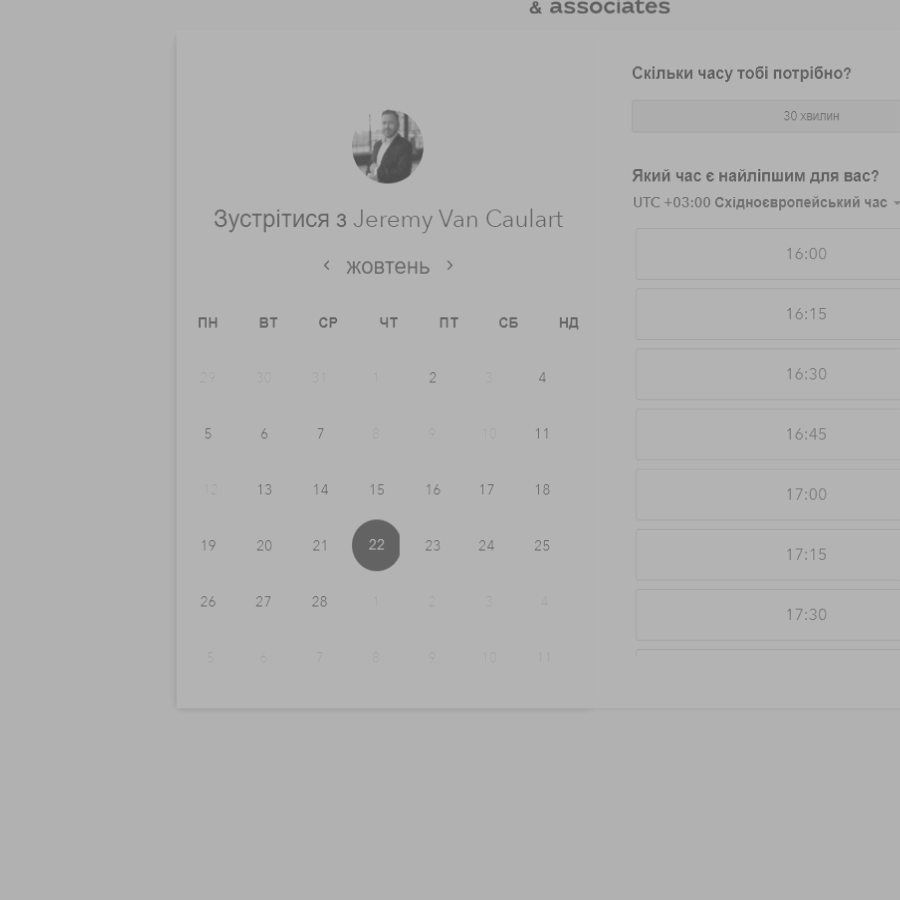 & associates
Зустрітися з Jeremy Van Caulart
‹ жовтень ›
ПН ВТ СР ЧТ ПТ СБ НД
29 30 31 1 2 3 4
5 6 7 8 9 10 11
12 13 14 15 16 17 18
19 20 21 22 23 24 25
26 27 28 1 2 3 4
5 6 7 8 9 10 11
Скільки часу тобі потрібно?
30 хвилин
Який час є найліпшим для вас?
UTC +03:00 Східноєвропейський час
16:00
16:15
16:30
16:45
17:00
17:15
17:30